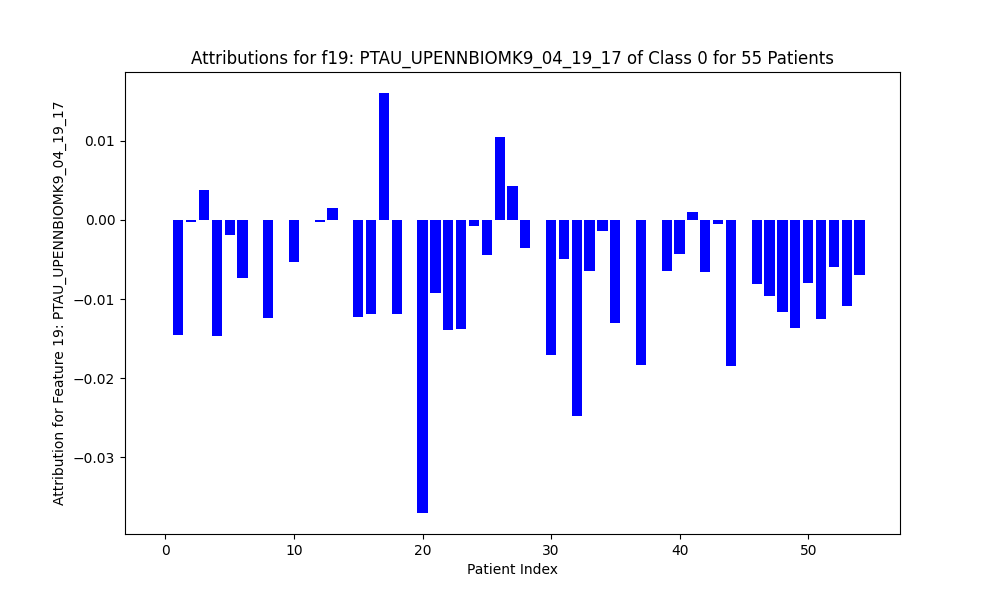 Attributions for f19: PTAU_UPENNBIOMK9_04_19_17 of Class 0 for 55 Patients
Attribution for Feature 19: PTAU_UPENNBIOMK9_04_19_17
0.01
0.00
−0.01
−0.02
−0.03
0 10 20 30 40 50
Patient Index